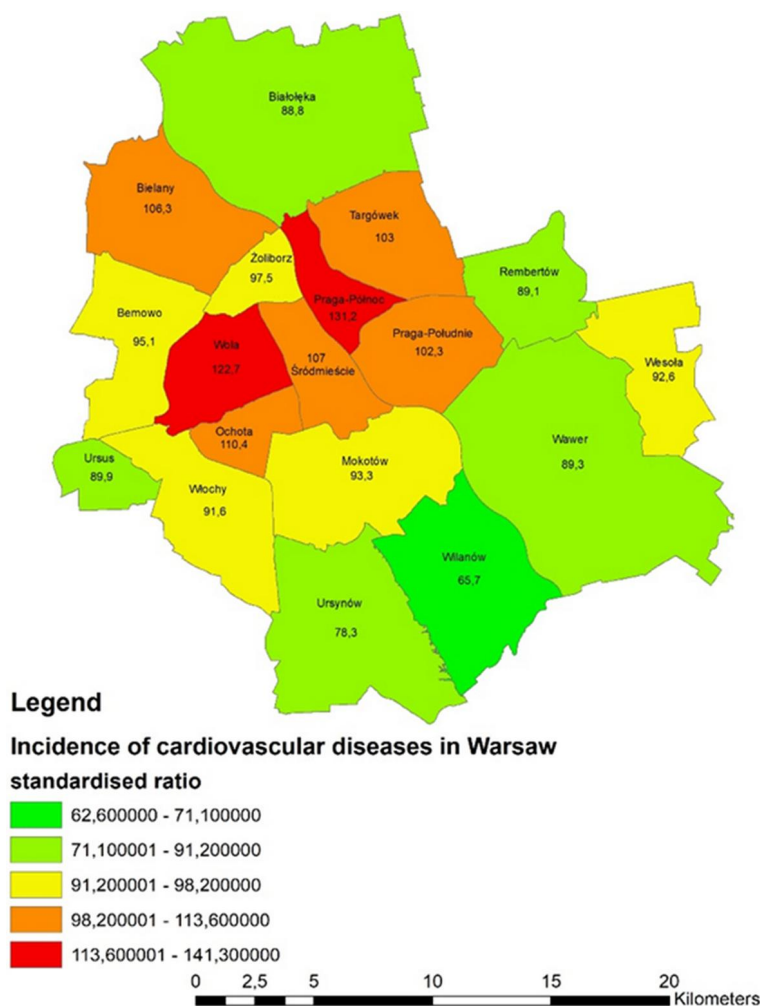 Białołęka
88,8
Bielany
106,3
Targówek
103
Żoliborz
97,5
Rembertów
89,1
Bemowo
95,1
Praga-Północ
131,2
Praga-Południe
102,3
Wola
122,7
107
Śródmieście
Wesoła
92,6
Ochota
110,4
Wawer
89,3
Ursus
89,9
Mokotów
93,3
Włochy
91,6
Wilanów
65,7
Ursynów
78,3
Legend
Incidence of cardiovascular diseases in Warsaw
standardised ratio
62,600000 - 71,100000
71,100001 - 91,200000
91,200001 - 98,200000
98,200001 - 113,600000
113,600001 - 141,300000
0 2,5 5 10 15 20
Kilometers